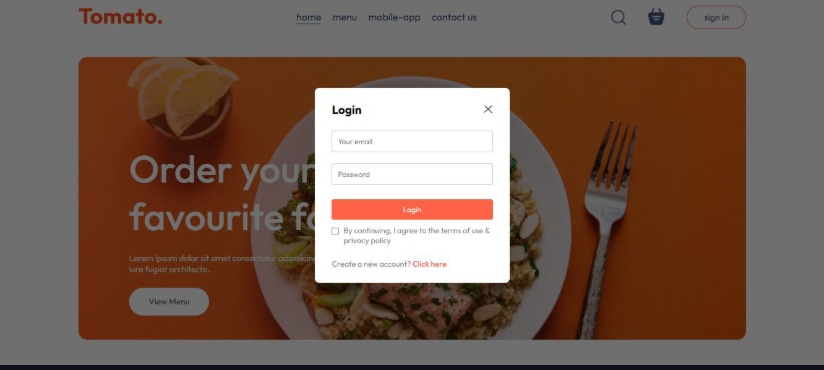 Tomato.
home menu mobile-app contact us
sign in
Order your
favourite fo
Lorem ipsum dolor sit amet consectetur adipisicing
iure fugiat architecto.
View Menu
Login
Your email
Password
Login
By continuing, I agree to the terms of use &
privacy policy
Create a new account? Click here